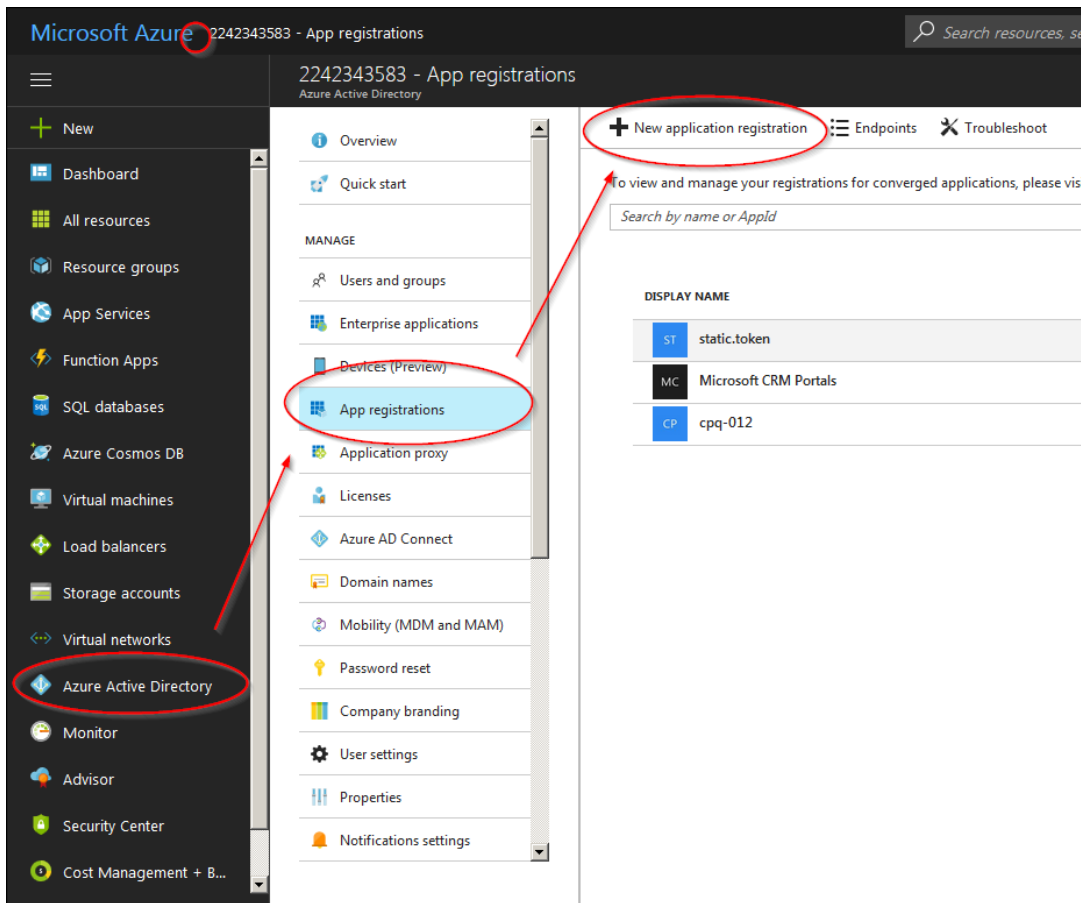 Microsoft Azure 2242343583 - App registrations
Search resources, se
2242343583 - App registrations
Azure Active Directory
New
Dashboard
All resources
Resource groups
App Services
Function Apps
SQL databases
Azure Cosmos DB
Virtual machines
Load balancers
Storage accounts
Virtual networks
Azure Active Directory
Monitor
Advisor
Security Center
Cost Management + B...
Overview
Quick start
MANAGE
Users and groups
Enterprise applications
Devices (Preview)
App registrations
Application proxy
Licenses
Azure AD Connect
Domain names
Mobility (MDM and MAM)
Password reset
Company branding
User settings
Properties
Notifications settings
New application registration Endpoints Troubleshoot
To view and manage your registrations for converged applications, please vis
Search by name or AppId
DISPLAY NAME
ST static.token
MC Microsoft CRM Portals
CP cpq-012